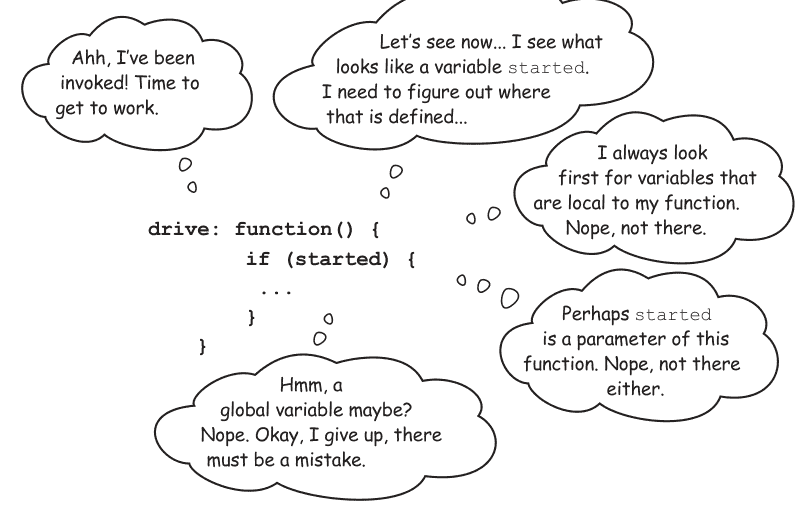 Ahh, I've been
invoked! Time to
get to work.
Let's see now... I see what
looks like a variable started.
I need to figure out where
that is defined...
I always look
first for variables that
are local to my function.
Nope, not there.
drive: function() {
if (started) {
...
}
}
Perhaps started
is a parameter of this
function. Nope, not there
either.
Hmm, a
global variable maybe?
Nope. Okay, I give up, there
must be a mistake.